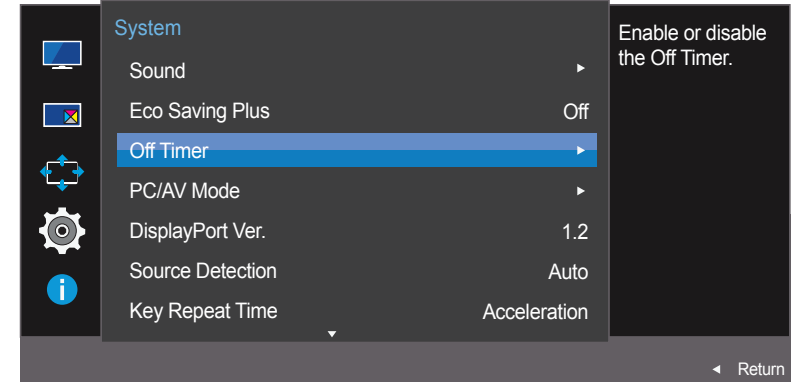 System
Sound
Eco Saving Plus Off
Off Timer
PC/AV Mode
DisplayPort Ver. 1.2
Source Detection Auto
Key Repeat Time Acceleration
Enable or disable
the Off Timer.
Return